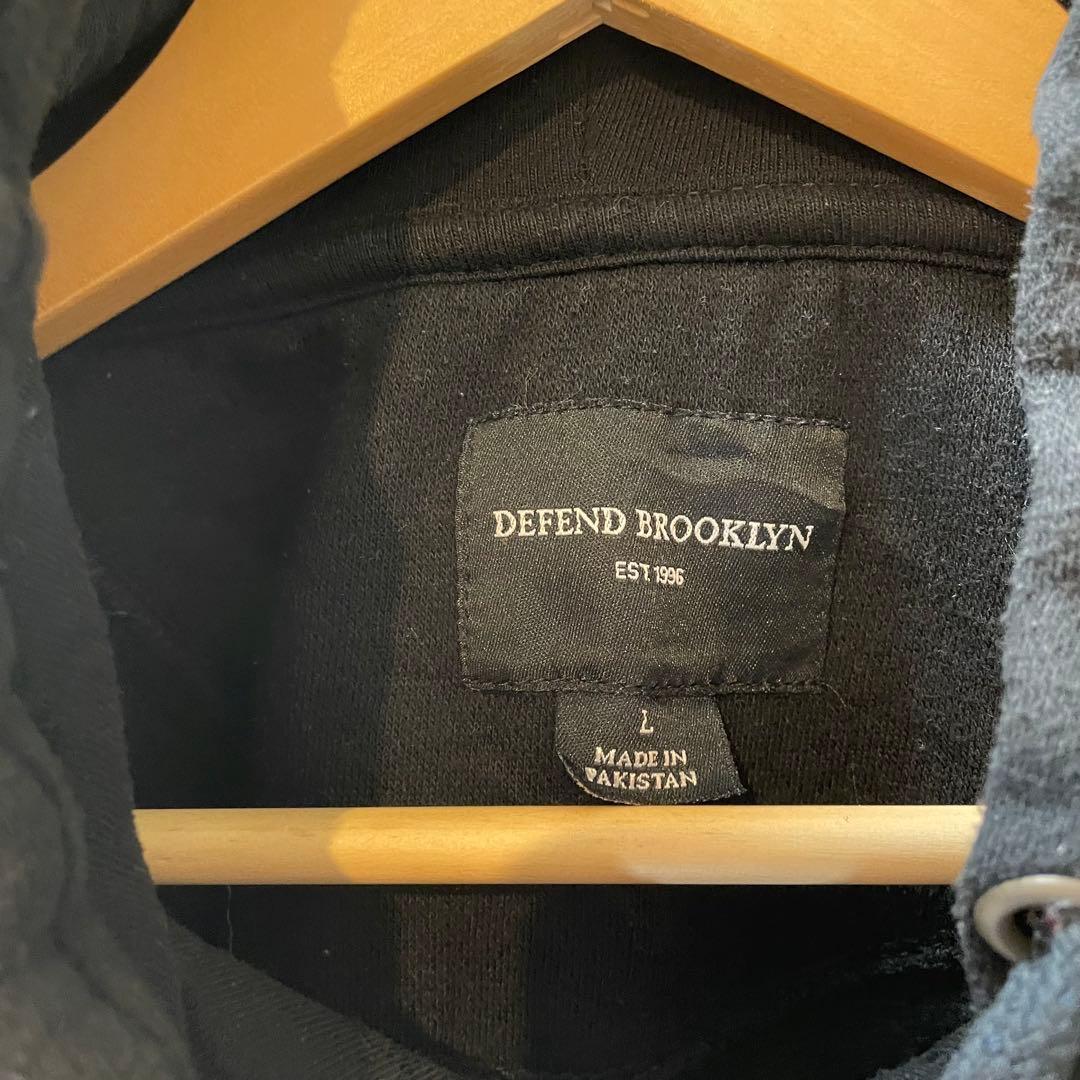 DEFEND BROOKLYN
EST. 1996
L
MADE IN
PAKISTAN